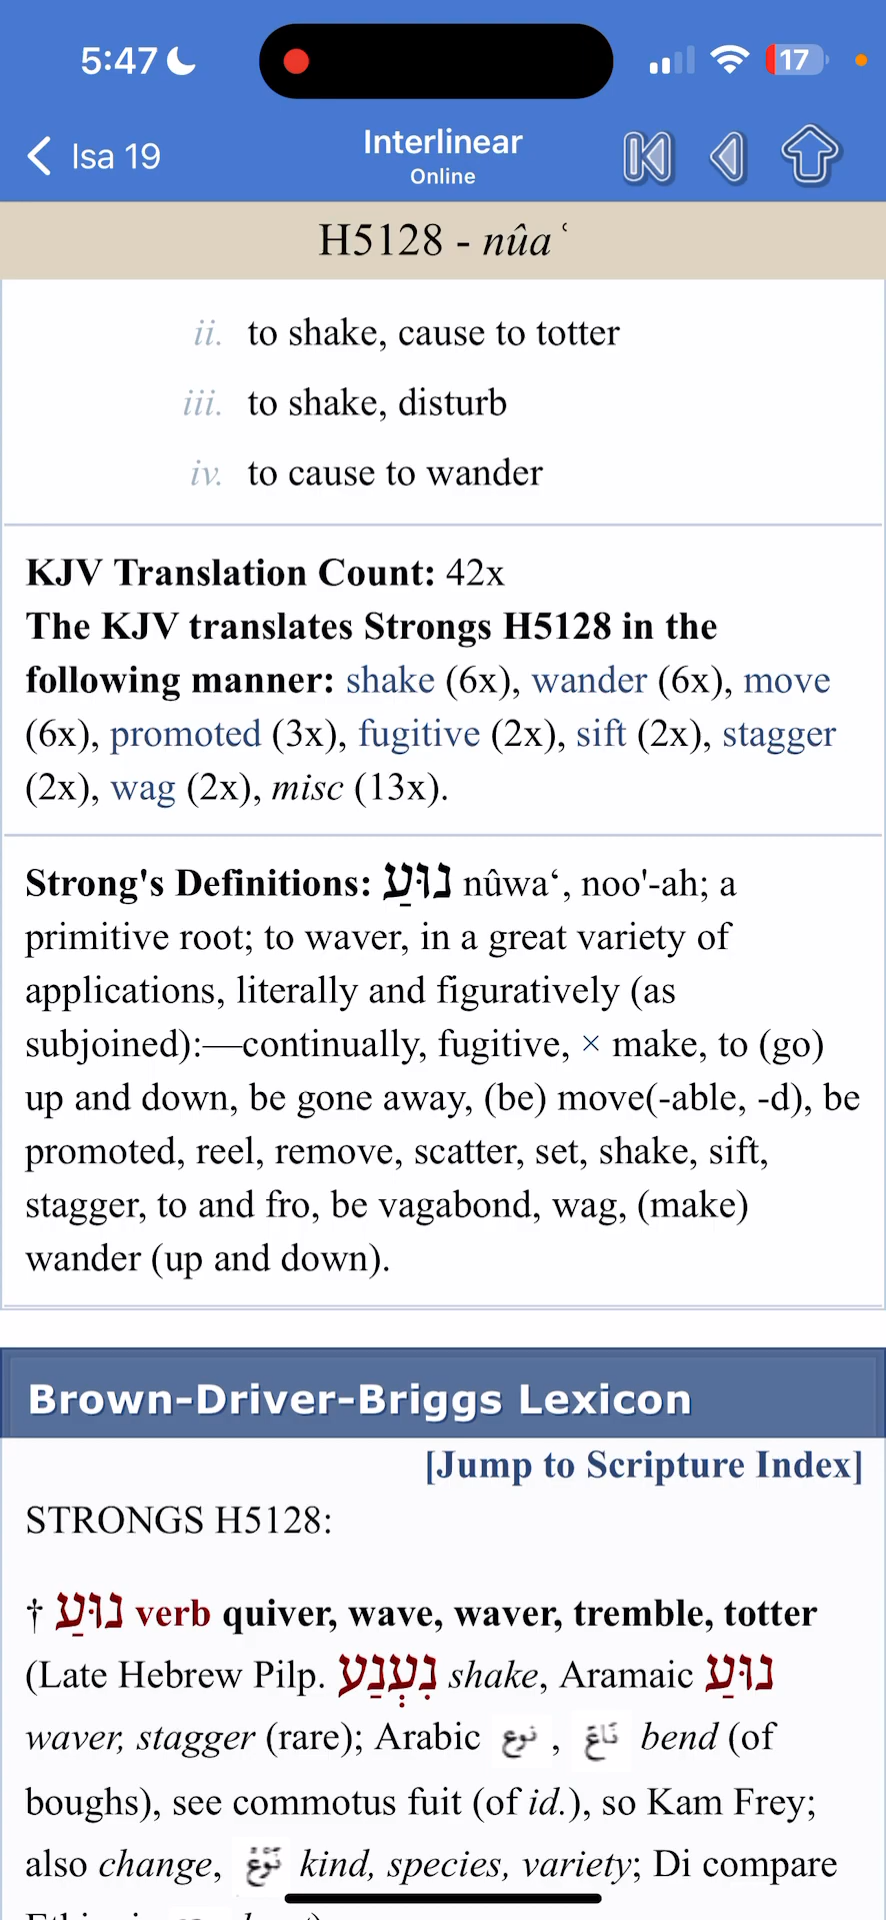 5:47
17
Isa 19
Interlinear
Online
H5128 - nûaʿ
ii. to shake, cause to totter
iii. to shake, disturb
iv. to cause to wander
KJV Translation Count: 42x
The KJV translates Strongs H5128 in the
following manner: shake (6x), wander (6x), move
(6x), promoted (3x), fugitive (2x), sift (2x), stagger
(2x), wag (2x), misc (13x).
Strong's Definitions: נוּעַ nûwaʻ, noo'-ah; a
primitive root; to waver, in a great variety of
applications, literally and figuratively (as
subjoined):—continually, fugitive, × make, to (go)
up and down, be gone away, (be) move(-able, -d), be
promoted, reel, remove, scatter, set, shake, sift,
stagger, to and fro, be vagabond, wag, (make)
wander (up and down).
Brown-Driver-Briggs Lexicon
[Jump to Scripture Index]
STRONGS H5128:
† נוּעַ verb quiver, wave, waver, tremble, totter
(Late Hebrew Pilp. נִעְנַע shake, Aramaic נוּעַ
waver, stagger (rare); Arabic نوع, نَاعَ bend (of
boughs), see commotus fuit (of id.), so Kam Frey;
also change, نَوْعٌ kind, species, variety; Di compare